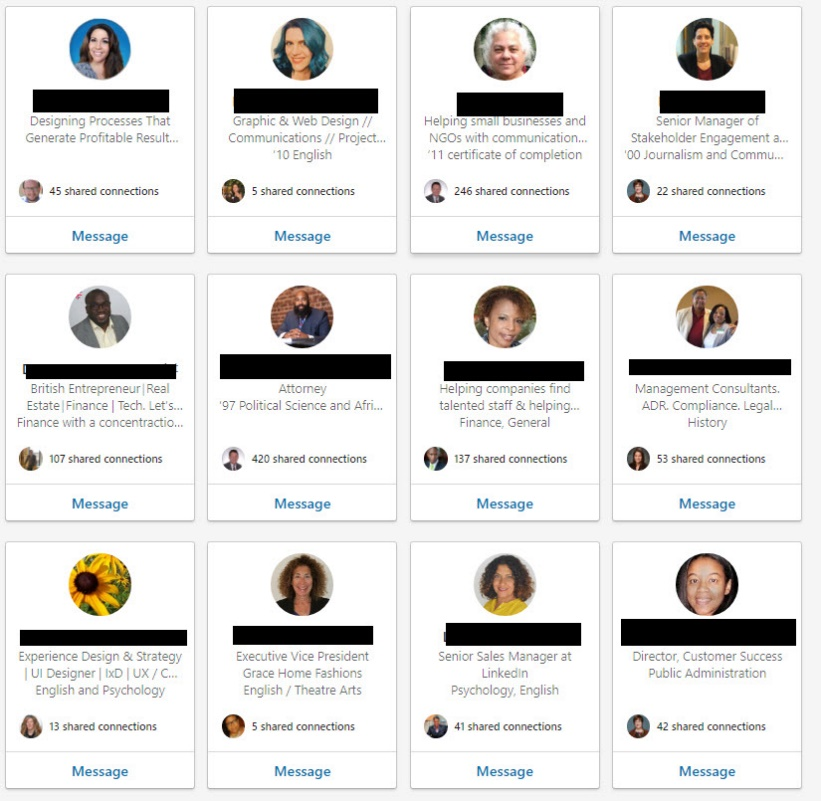 Designing Processes That
Generate Profitable Result...
45 shared connections
Message
Graphic & Web Design //
Communications // Project...
'10 English
5 shared connections
Message
Helping small businesses and
NGOs with communication...
'11 certificate of completion
246 shared connections
Message
Senior Manager of
Stakeholder Engagement a...
'00 Journalism and Commu...
22 shared connections
Message
British Entrepreneur|Real
Estate|Finance | Tech. Let's...
Finance with a concentractio...
107 shared connections
Message
Attorney
'97 Political Science and Afri...
420 shared connections
Message
Helping companies find
talented staff & helping...
Finance, General
137 shared connections
Message
Management Consultants.
ADR. Compliance. Legal...
History
53 shared connections
Message
Experience Design & Strategy
| UI Designer | IxD | UX / C...
English and Psychology
13 shared connections
Message
Executive Vice President
Grace Home Fashions
English / Theatre Arts
5 shared connections
Message
Senior Sales Manager at
LinkedIn
Psychology, English
41 shared connections
Message
Director, Customer Success
Public Administration
42 shared connections
Message